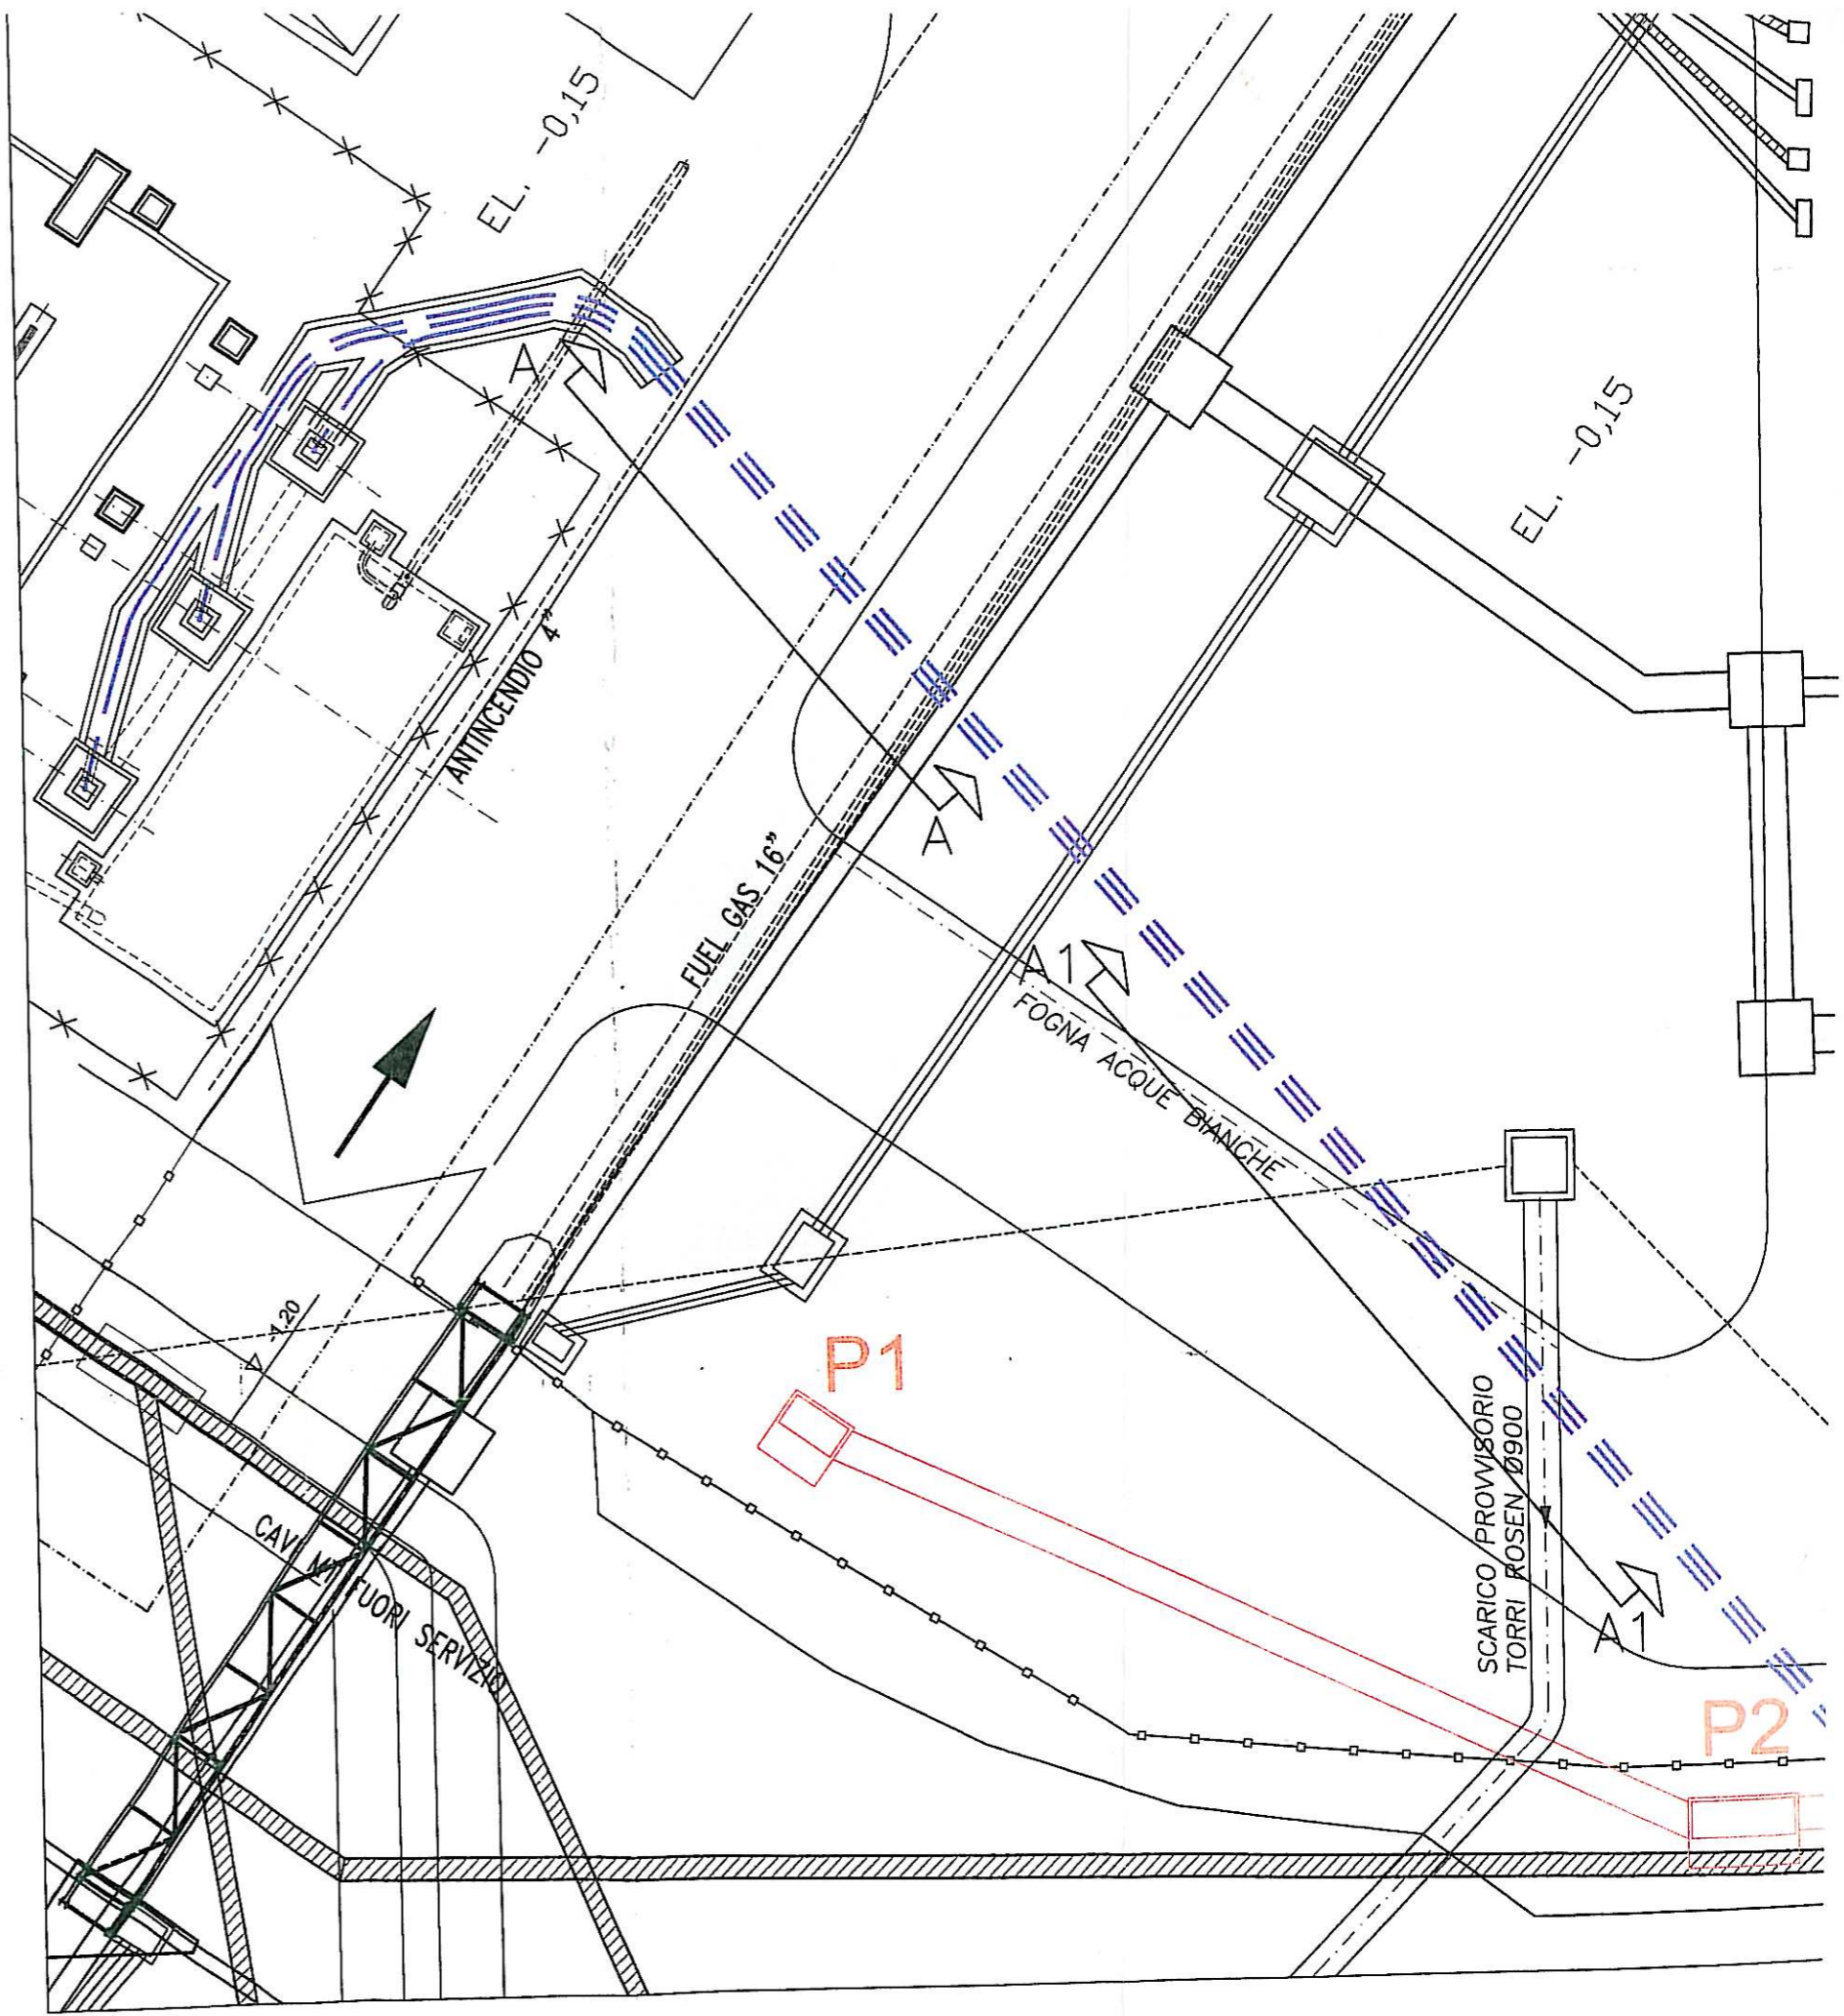 EL. -0,15
A
EL. -0,15
ANTINCENDIO 4"
A
FUEL GAS 16"
A1
FOGNA ACQUE BIANCHE
-1.20
P1
SCARICO PROVVISORIO
TORRI ROSEN Ø900
CAVI MT FUORI SERVIZIO
A1
P2